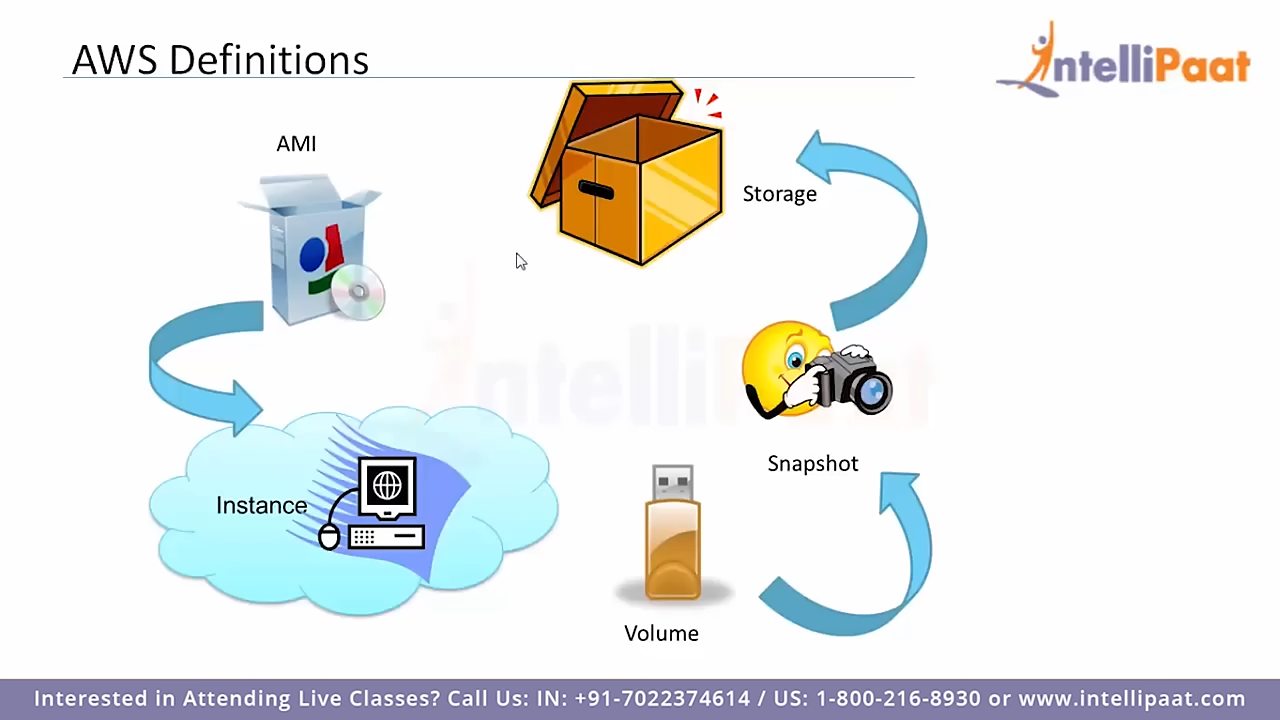 AWS Definitions
IntelliPaat
AMI
Storage
IntelliPaat
Snapshot
Instance
Volume
Interested in Attending Live Classes? Call Us: IN: +91-7022374614 / US: 1-800-216-8930 or www.intellipaat.com